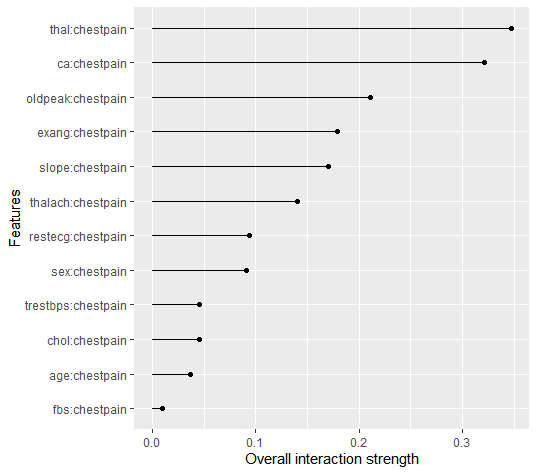 thal:chestpain
ca:chestpain
oldpeak:chestpain
exang:chestpain
slope:chestpain
thalach:chestpain
restecg:chestpain
sex:chestpain
trestbps:chestpain
chol:chestpain
age:chestpain
fbs:chestpain
Features
0.0 0.1 0.2 0.3
Overall interaction strength